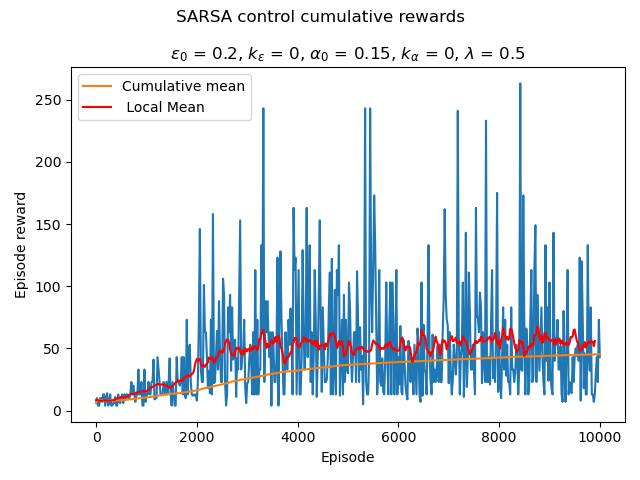 SARSA control cumulative rewards
ε₀ = 0.2, kε = 0, α₀ = 0.15, kα = 0, λ = 0.5
Cumulative mean
Local Mean
Episode reward
250
200
150
100
50
0
0 2000 4000 6000 8000 10000
Episode